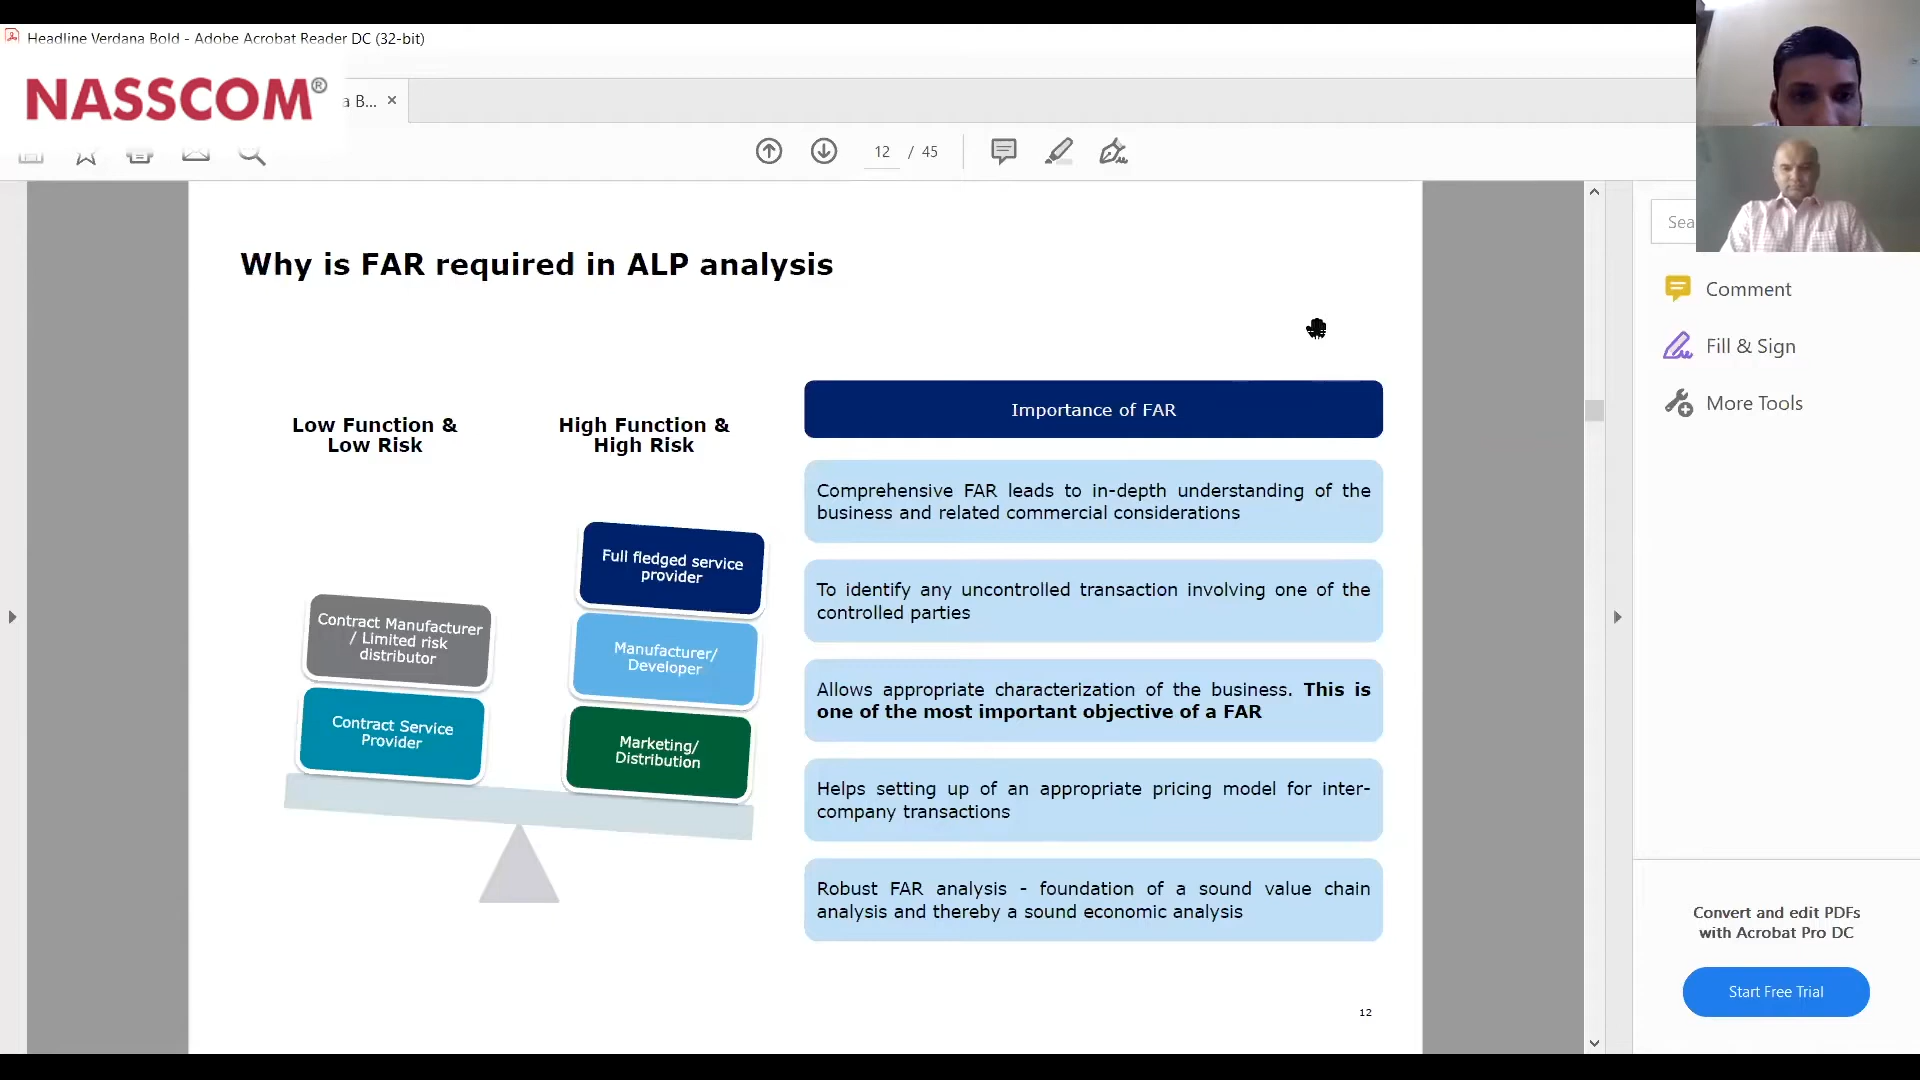 Headline Verdana Bold - Adobe Acrobat Reader DC (32-bit)
NASSCOM®
a B... ×
12 / 45
Sea
Comment
Fill & Sign
More Tools
Why is FAR required in ALP analysis
Low Function &
Low Risk
High Function &
High Risk
Contract Manufacturer
/ Limited risk
distributor
Contract Service
Provider
Full fledged service
provider
Manufacturer/
Developer
Marketing/
Distribution
Importance of FAR
Comprehensive FAR leads to in-depth understanding of the
business and related commercial considerations
To identify any uncontrolled transaction involving one of the
controlled parties
Allows appropriate characterization of the business. This is
one of the most important objective of a FAR
Helps setting up of an appropriate pricing model for inter-
company transactions
Robust FAR analysis - foundation of a sound value chain
analysis and thereby a sound economic analysis
12
Convert and edit PDFs
with Acrobat Pro DC
Start Free Trial